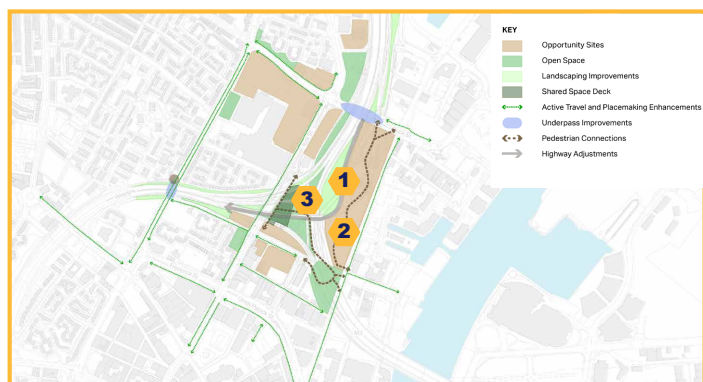 KEY
Opportunity Sites
Open Space
Landscaping Improvements
Shared Space Deck
Active Travel and Placemaking Enhancements
Underpass Improvements
Pedestrian Connections
Highway Adjustments
1
3
2